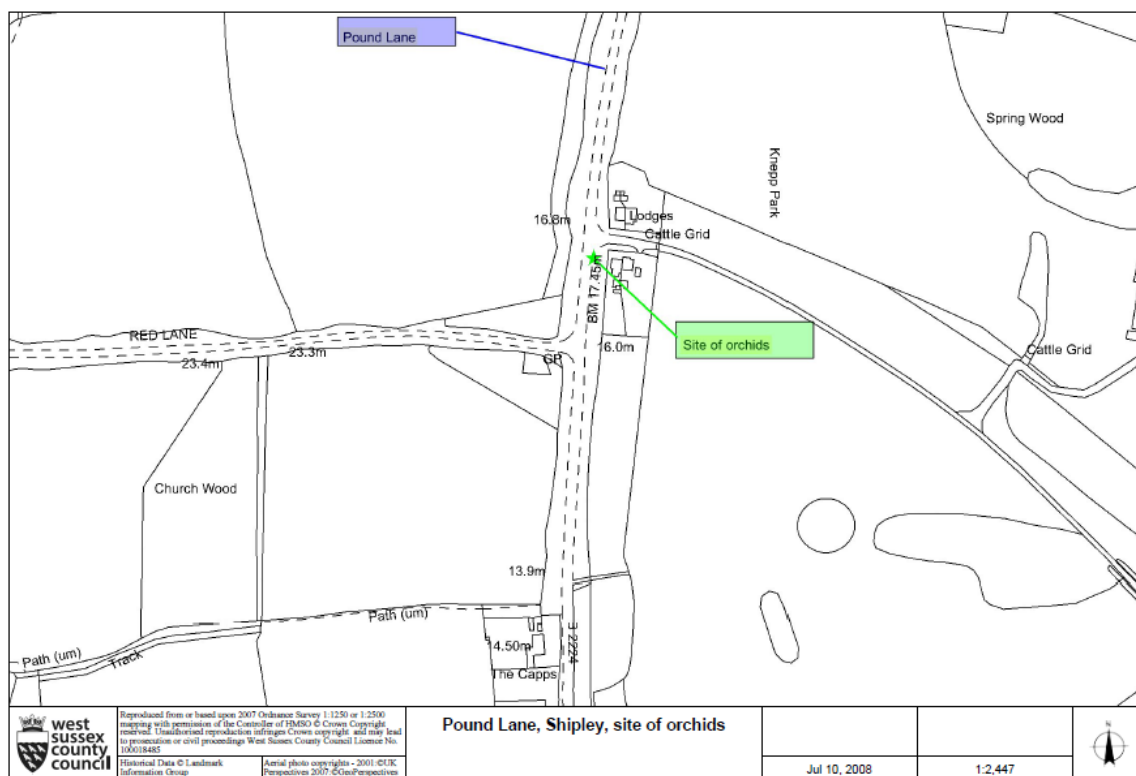 Pound Lane
Spring Wood
Knepp Park
16.8m
Lodges
Cattle Grid
BM 17.45m
RED LANE
23.3m
23.4m
GP
6.0m
Site of orchids
Cattle Grid
Church Wood
13.9m
Path (um)
Path (um)
Track
4.50m
B 2224
The Capps
west
sussex
county
council
Reproduced from or based upon 2007 Ordnance Survey 1:1250 or 1:2500
mapping with permission of the Controller of HMSO © Crown Copyright
reserved. Unauthorised reproduction infringes Crown copyright and may lead
to prosecution or civil proceedings West Sussex County Council Licence No.
100018485
Historical Data © Landmark
Information Group
Aerial photo copyrights - 2001:©UK
Perspectives 2007:©GeoPerspectives
Pound Lane, Shipley, site of orchids
Jul 10, 2008
1:2,447
N